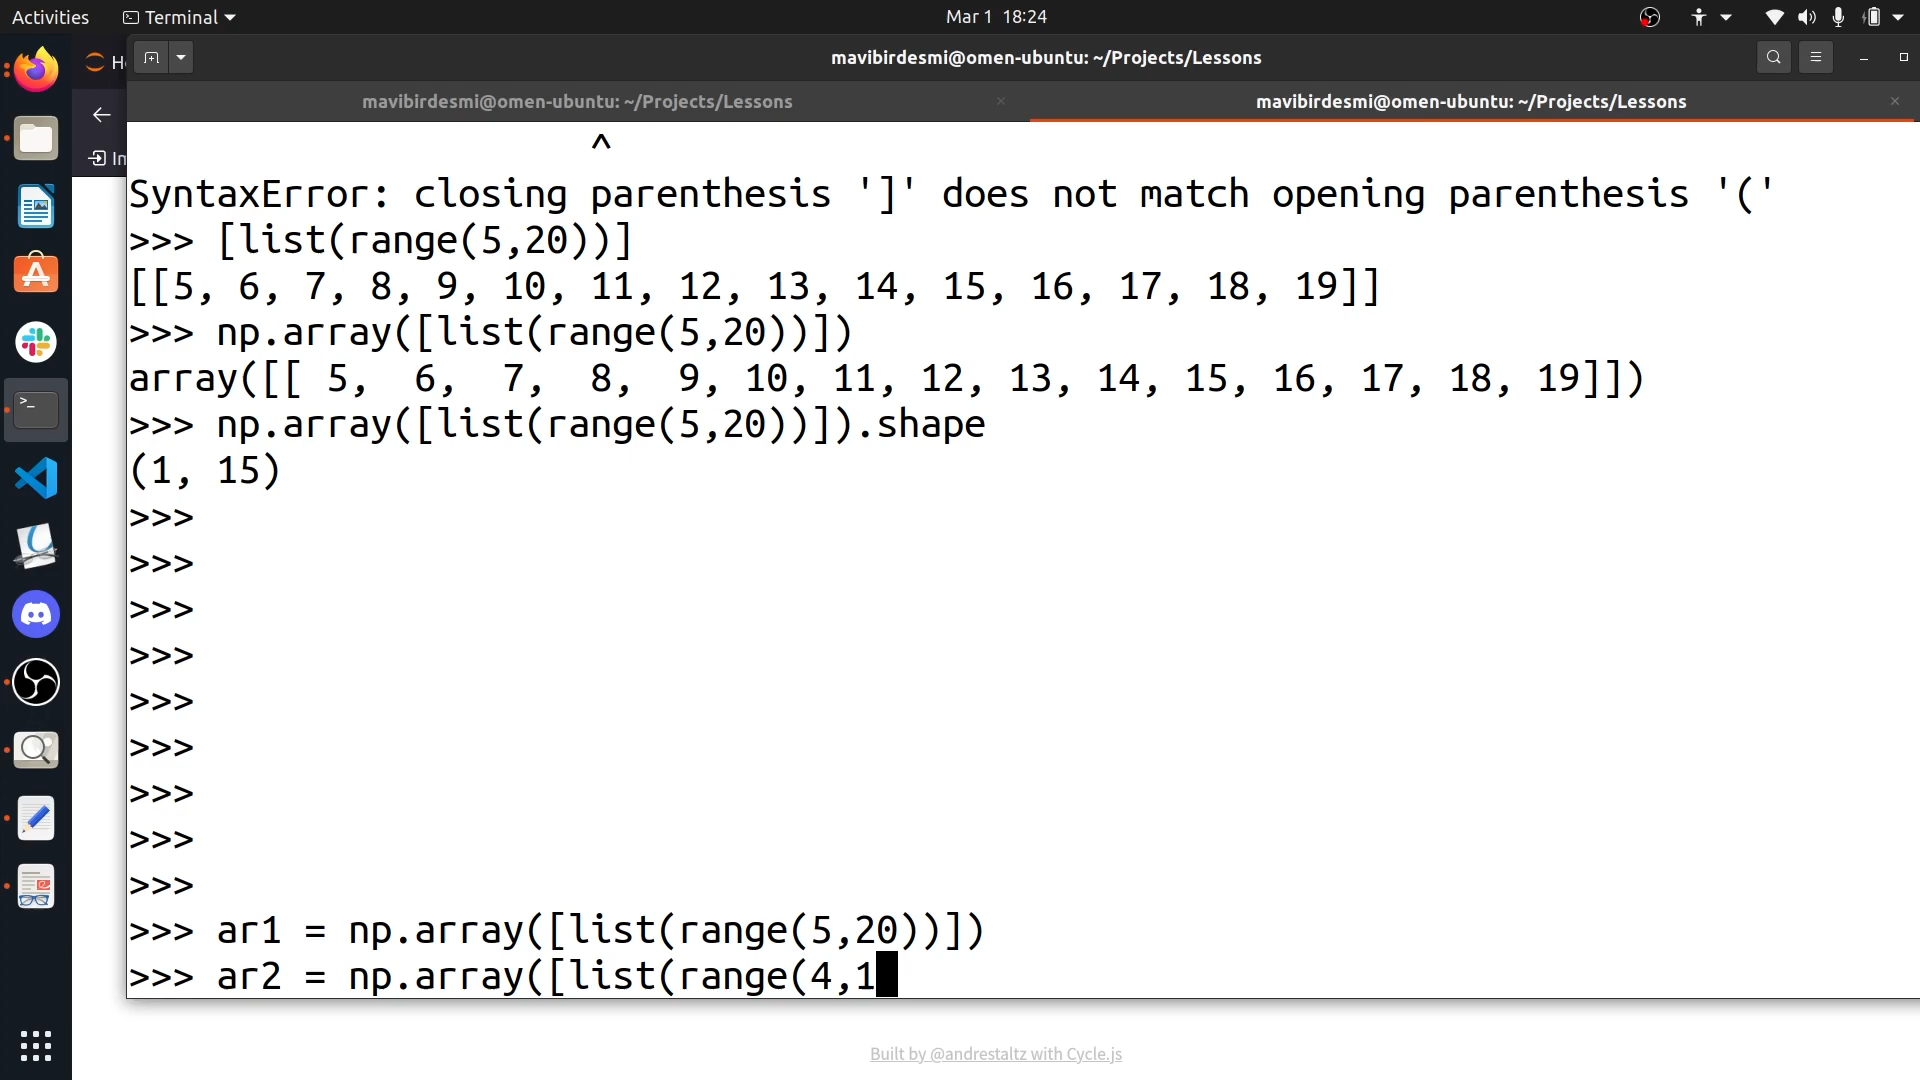 Activities
Terminal
Mar 1 18:24
mavibirdesmi@omen-ubuntu: ~/Projects/Lessons
mavibirdesmi@omen-ubuntu: ~/Projects/Lessons
mavibirdesmi@omen-ubuntu: ~/Projects/Lessons
^
SyntaxError: closing parenthesis ']' does not match opening parenthesis '('
>>> [list(range(5,20))]
[[5, 6, 7, 8, 9, 10, 11, 12, 13, 14, 15, 16, 17, 18, 19]]
>>> np.array([list(range(5,20))])
array([[ 5,  6,  7,  8,  9, 10, 11, 12, 13, 14, 15, 16, 17, 18, 19]])
>>> np.array([list(range(5,20))]).shape
(1, 15)
>>>
>>>
>>>
>>>
>>>
>>>
>>>
>>>
>>>
>>> ar1 = np.array([list(range(5,20))])
>>> ar2 = np.array([list(range(4,1
Built by @andrestaltz with Cycle.js